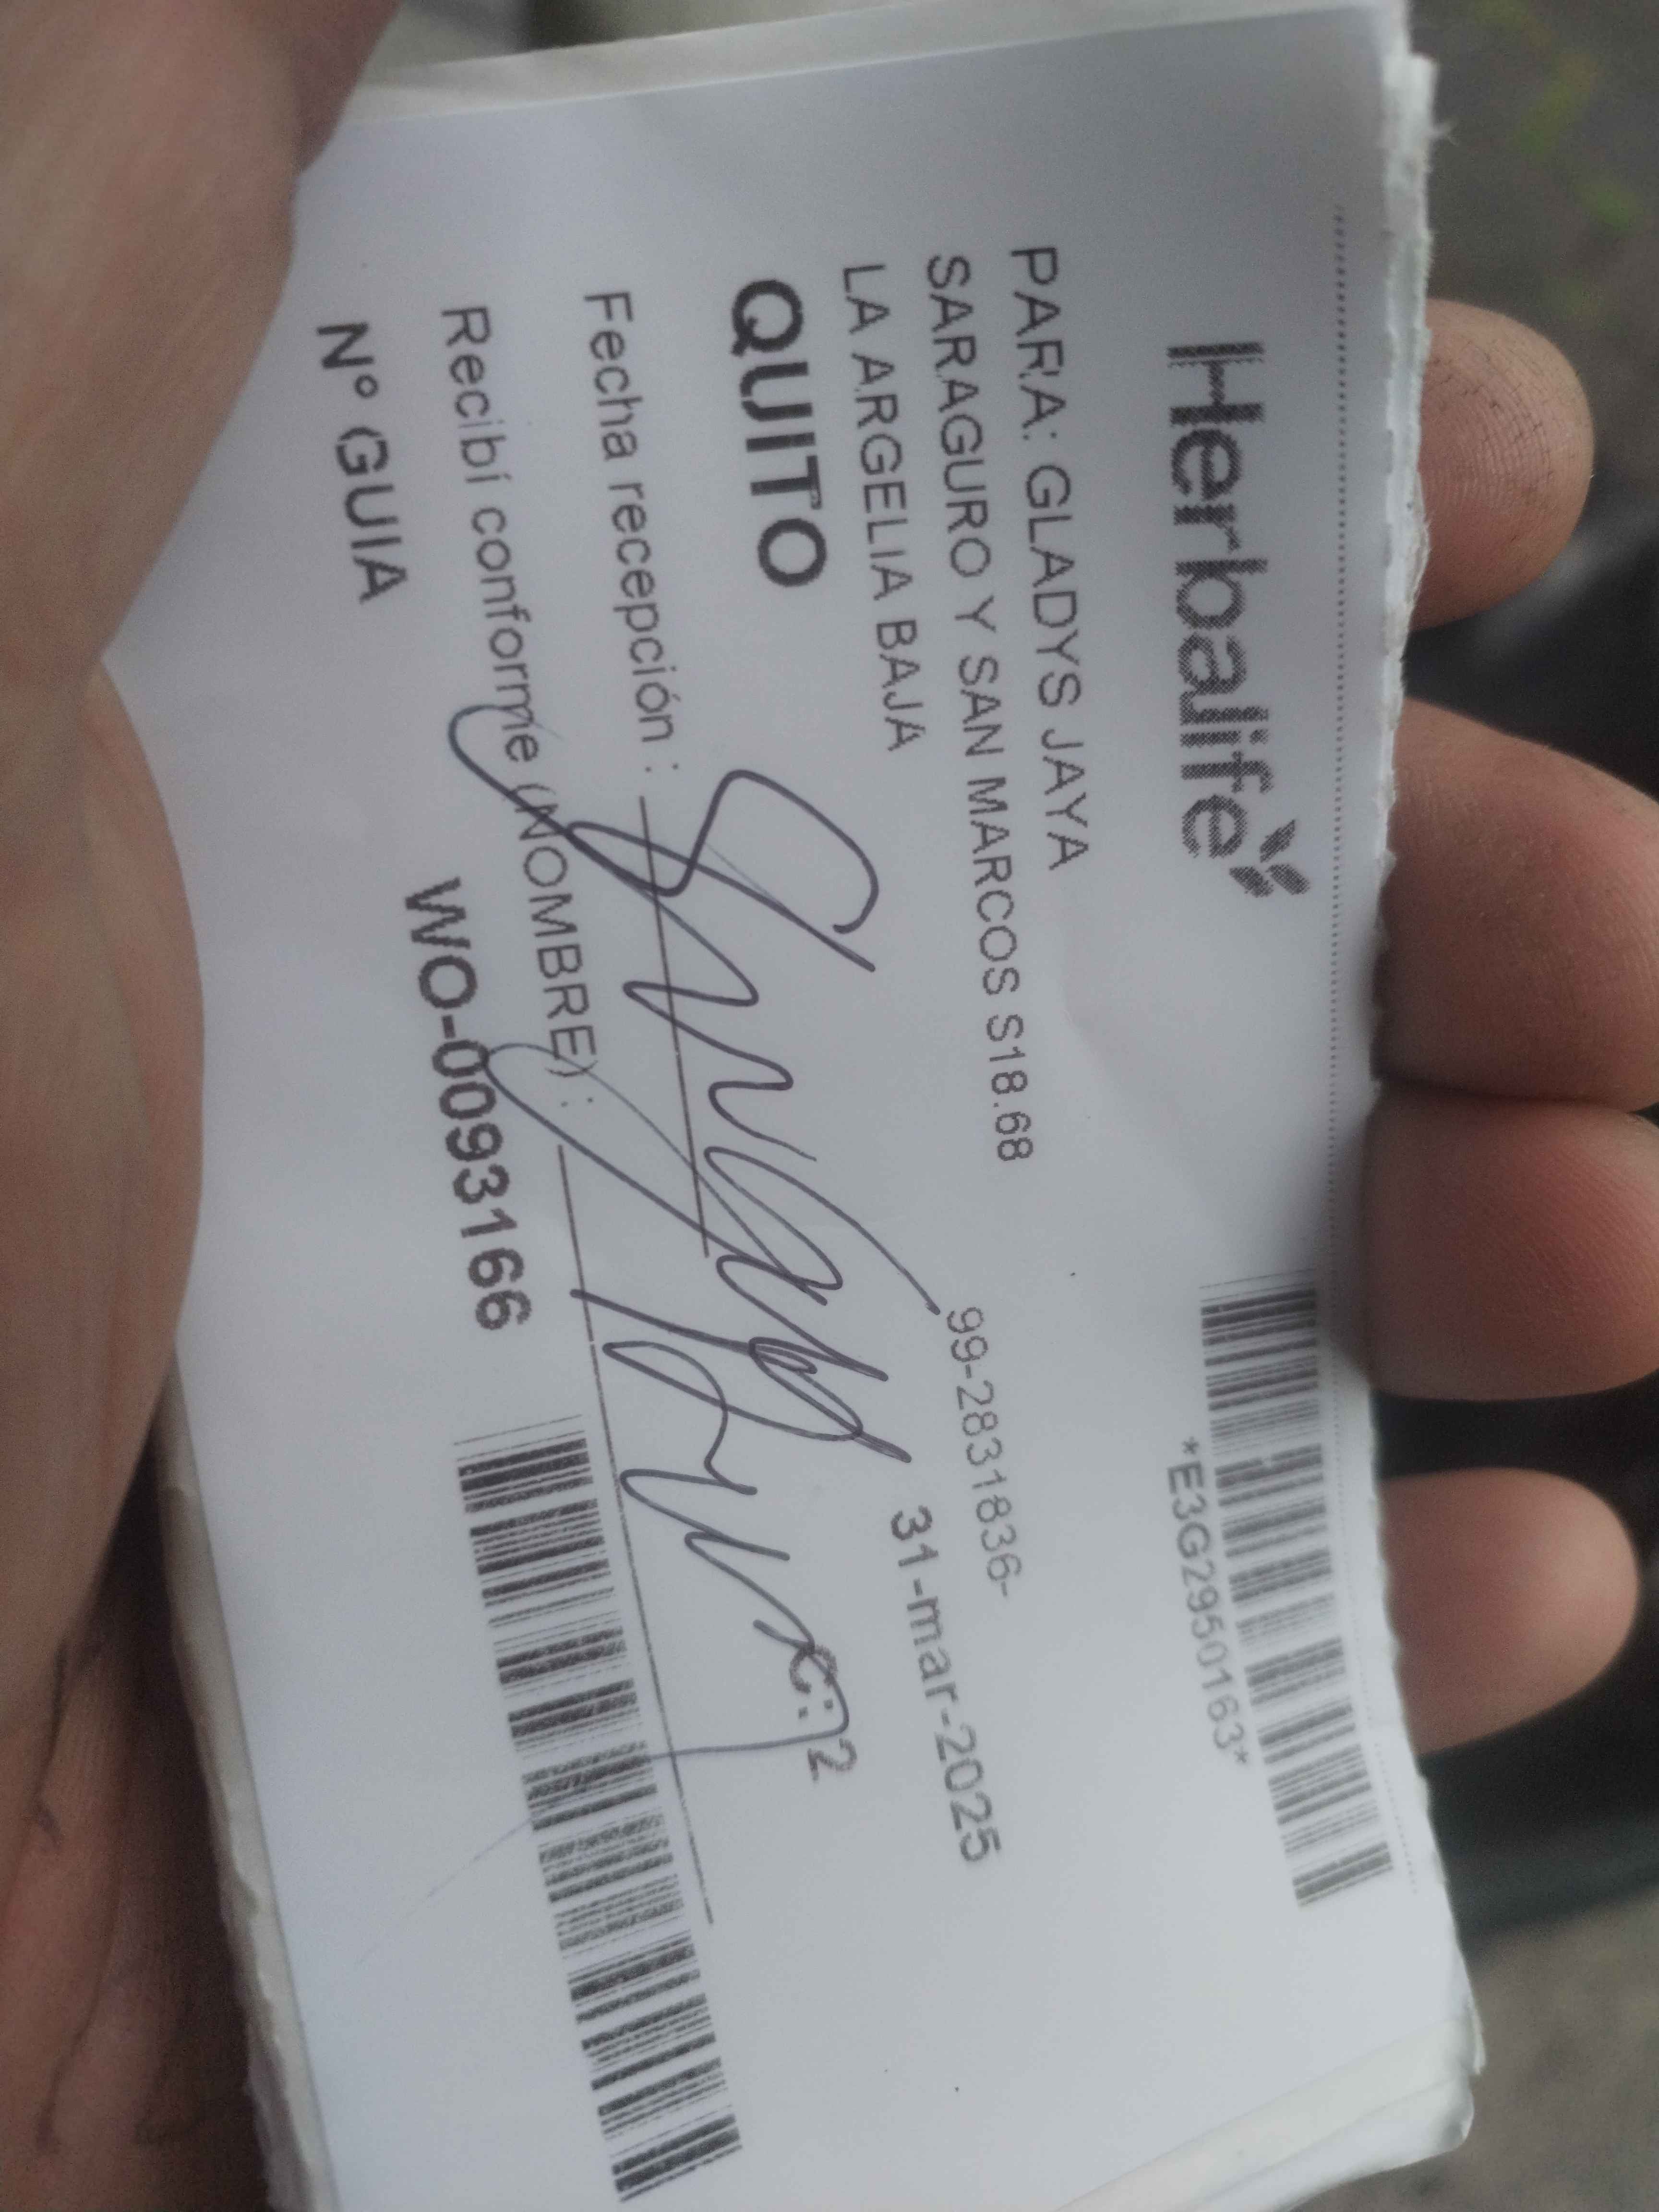 Herbalife
*E3G2950163*
PARA: GLADYS JAYA
SARAGURO Y SAN MARCOS S18.68
99-2831836-
LA ARGELIA BAJA
31-mar-2025
QUITO
C:2
Fecha recepción :
Recibí conforme (NOMBRE) :
N° GUIA WO-0093166